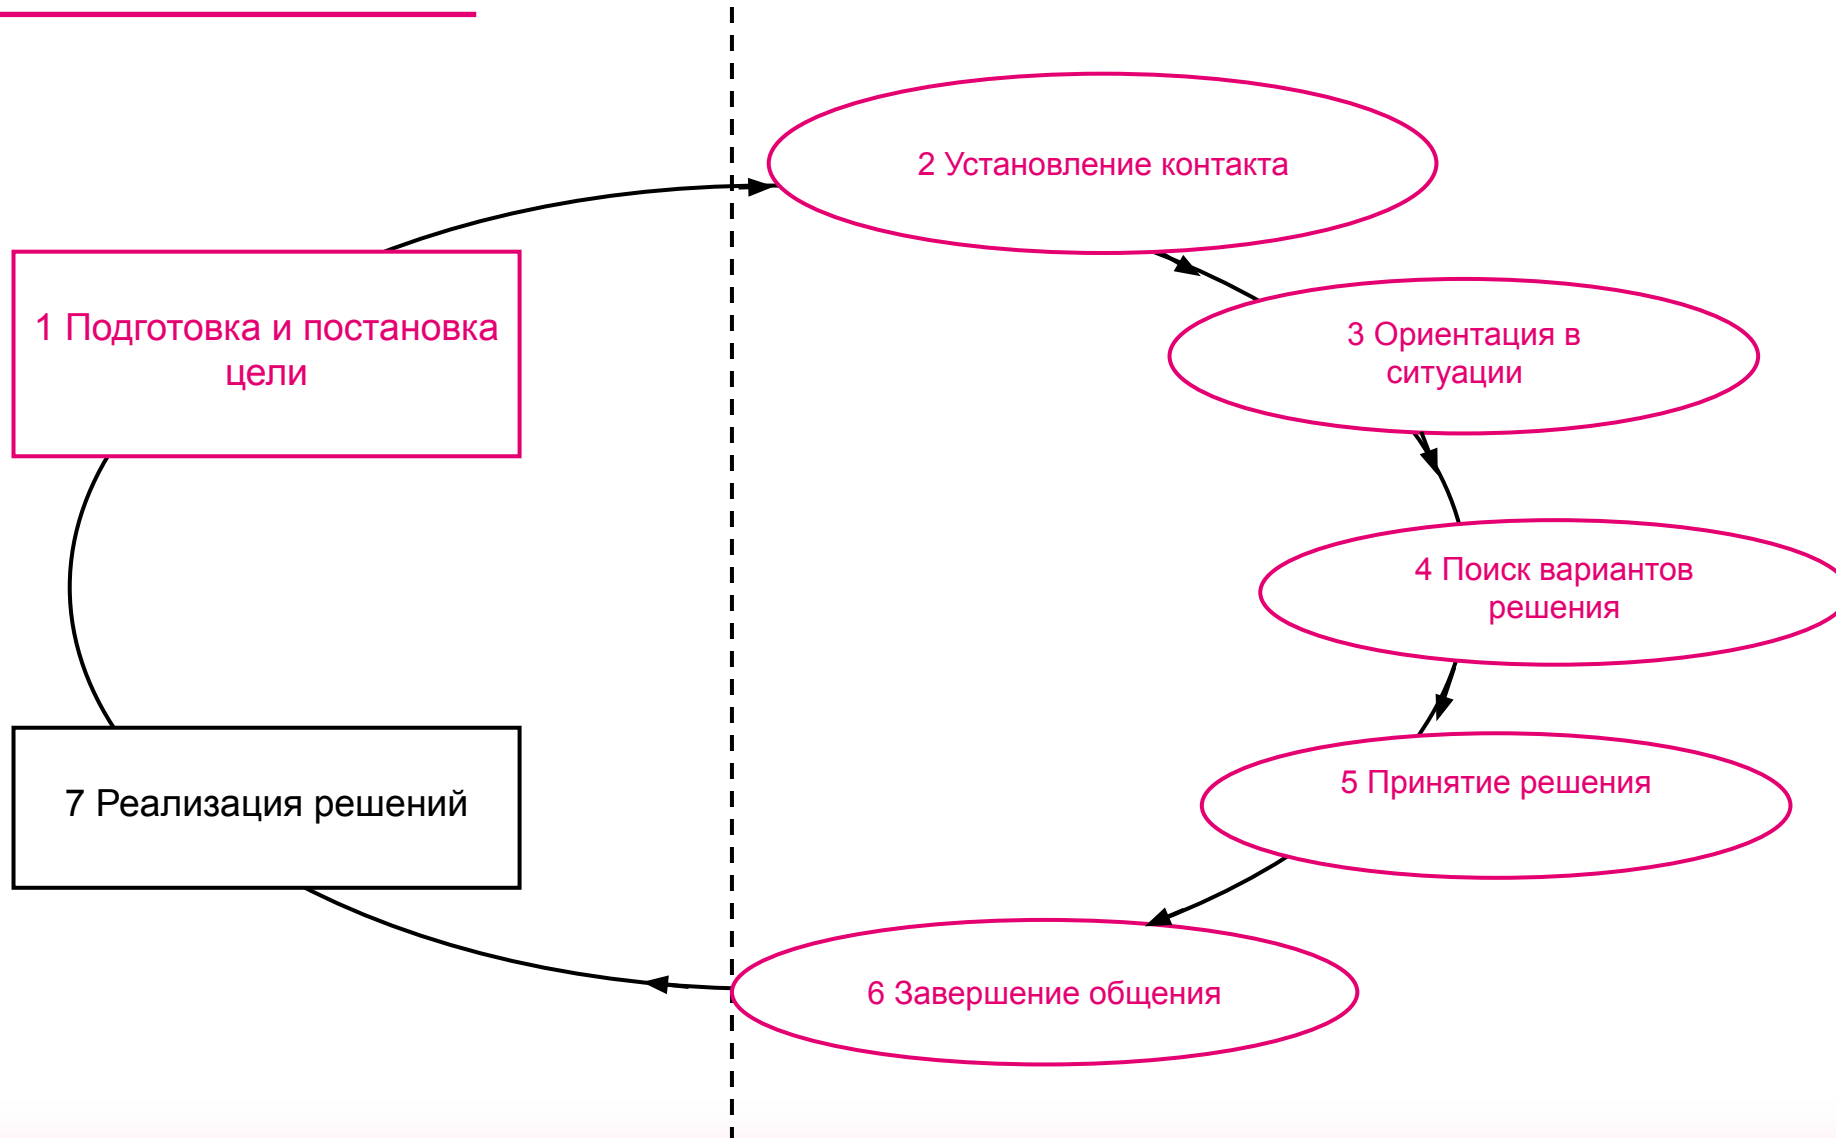 2 Установление контакта
1 Подготовка и постановка
цели
3 Ориентация в
ситуации
4 Поиск вариантов
решения
5 Принятие решения
7 Реализация решений
6 Завершение общения